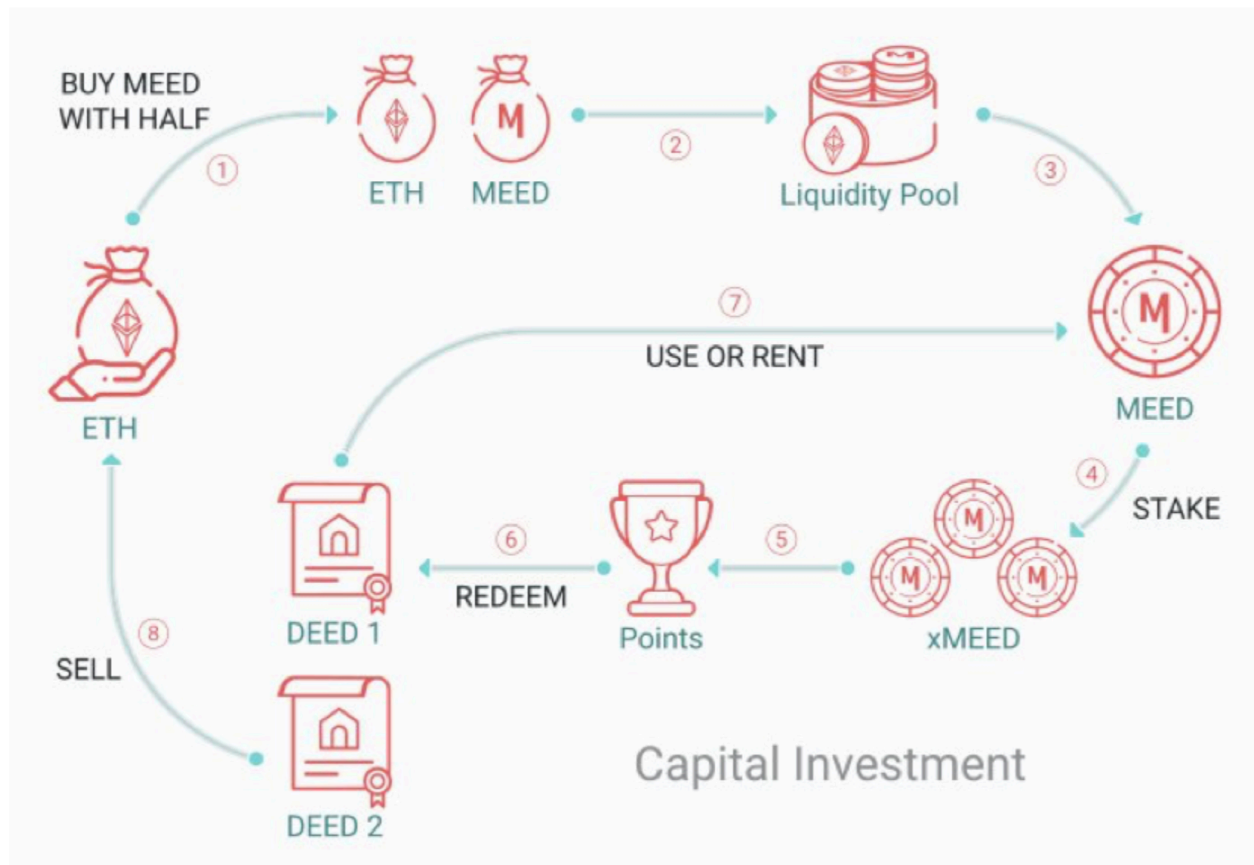 BUY MEED
WITH HALF
①
ETH
M
MEED
②
Liquidity Pool
③
ETH
⑦
USE OR RENT
M
MEED
④
STAKE
M
M
M
xMEED
⑤
Points
⑥
REDEEM
DEED 1
⑧
SELL
DEED 2
Capital Investment